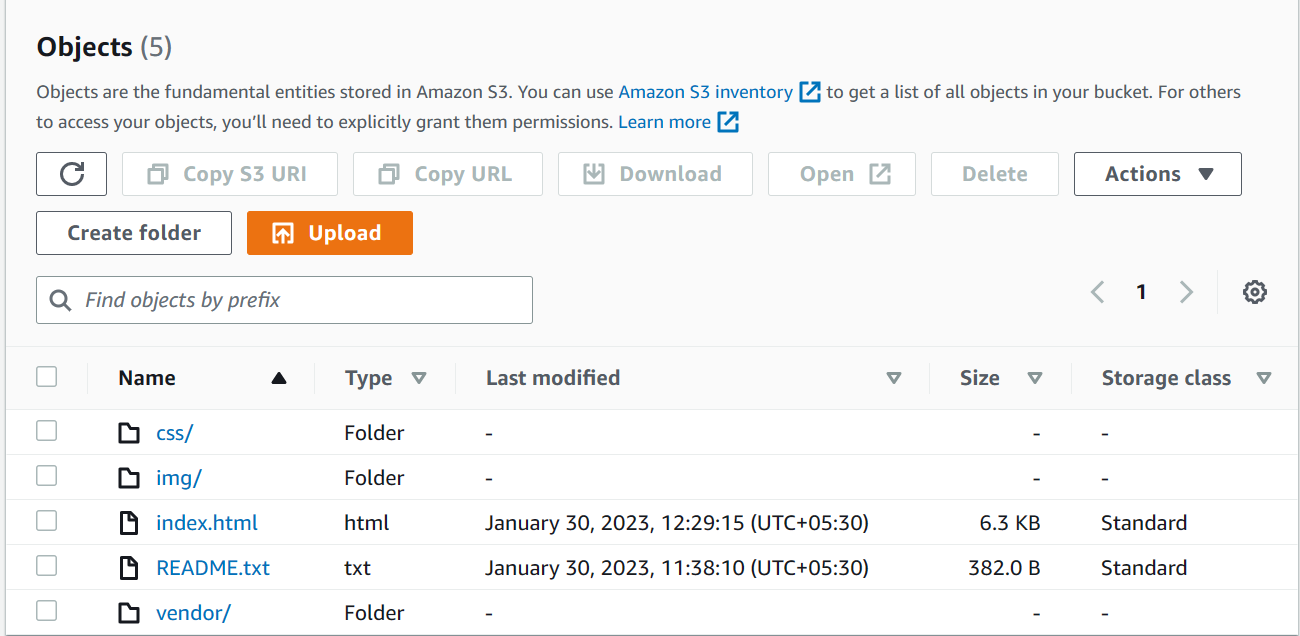 Objects (5)
Objects are the fundamental entities stored in Amazon S3. You can use Amazon S3 inventory to get a list of all objects in your bucket. For others
to access your objects, you'll need to explicitly grant them permissions. Learn more
Copy S3 URI Copy URL Download Open Delete Actions
Create folder Upload
Find objects by prefix 1
Name Type Last modified Size Storage class
css/ Folder - - -
img/ Folder - - -
index.html html January 30, 2023, 12:29:15 (UTC+05:30) 6.3 KB Standard
README.txt txt January 30, 2023, 11:38:10 (UTC+05:30) 382.0 B Standard
vendor/ Folder - - -